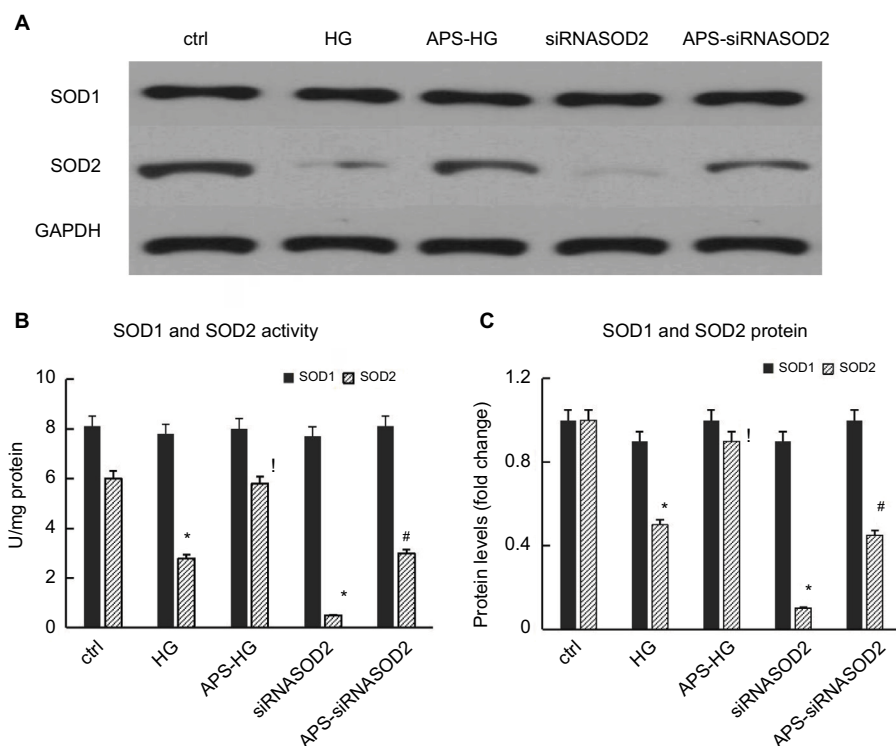 A
ctrl HG APS-HG siRNASOD2 APS-siRNASOD2
SOD1
SOD2
GAPDH
B
SOD1 and SOD2 activity
SOD1 SOD2
U/mg protein
10
8
6
4
2
0
* ! * #
ctrl HG APS-HG siRNASOD2 APS-siRNASOD2
C
SOD1 and SOD2 protein
SOD1 SOD2
Protein levels (fold change)
1.2
0.8
0.4
0
* ! * #
ctrl HG APS-HG siRNASOD2 APS-siRNASOD2